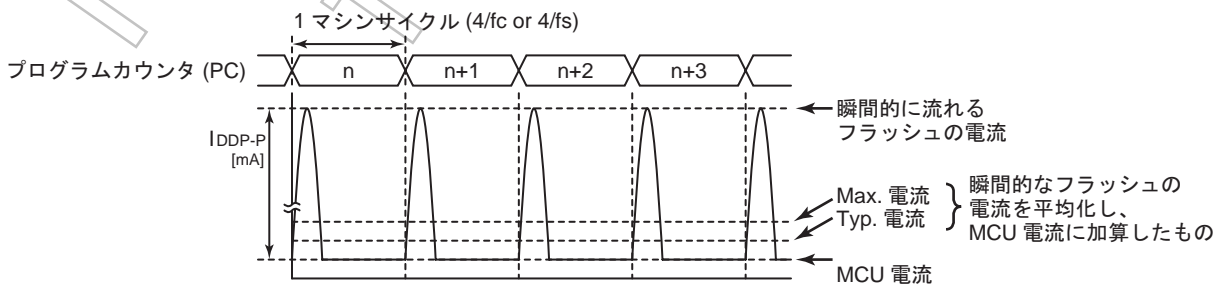 1 マシンサイクル (4/fc or 4/fs)
プログラムカウンタ (PC)
n
n+1
n+2
n+3
I DDP-P
[mA]
瞬間的に流れる
フラッシュの電流
Max. 電流
Typ. 電流
瞬間的なフラッシュの
電流を平均化し、
MCU 電流に加算したもの
MCU 電流